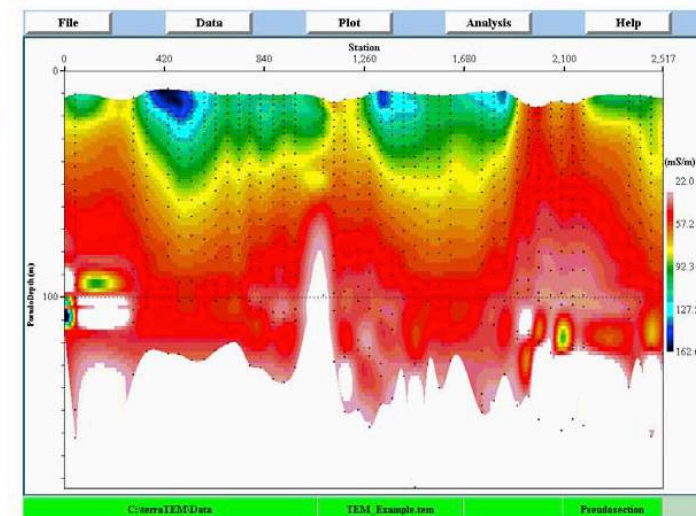 File Data Plot Analysis Help
Station
0 420 840 1,260 1,680 2,100 2,517
0
(mS/m)
22.0
57.2
92.3
100
127.
162.
PseudoDepth (m)
7
C:\terraTEM\Data TEM_Example.tem Pseudosection